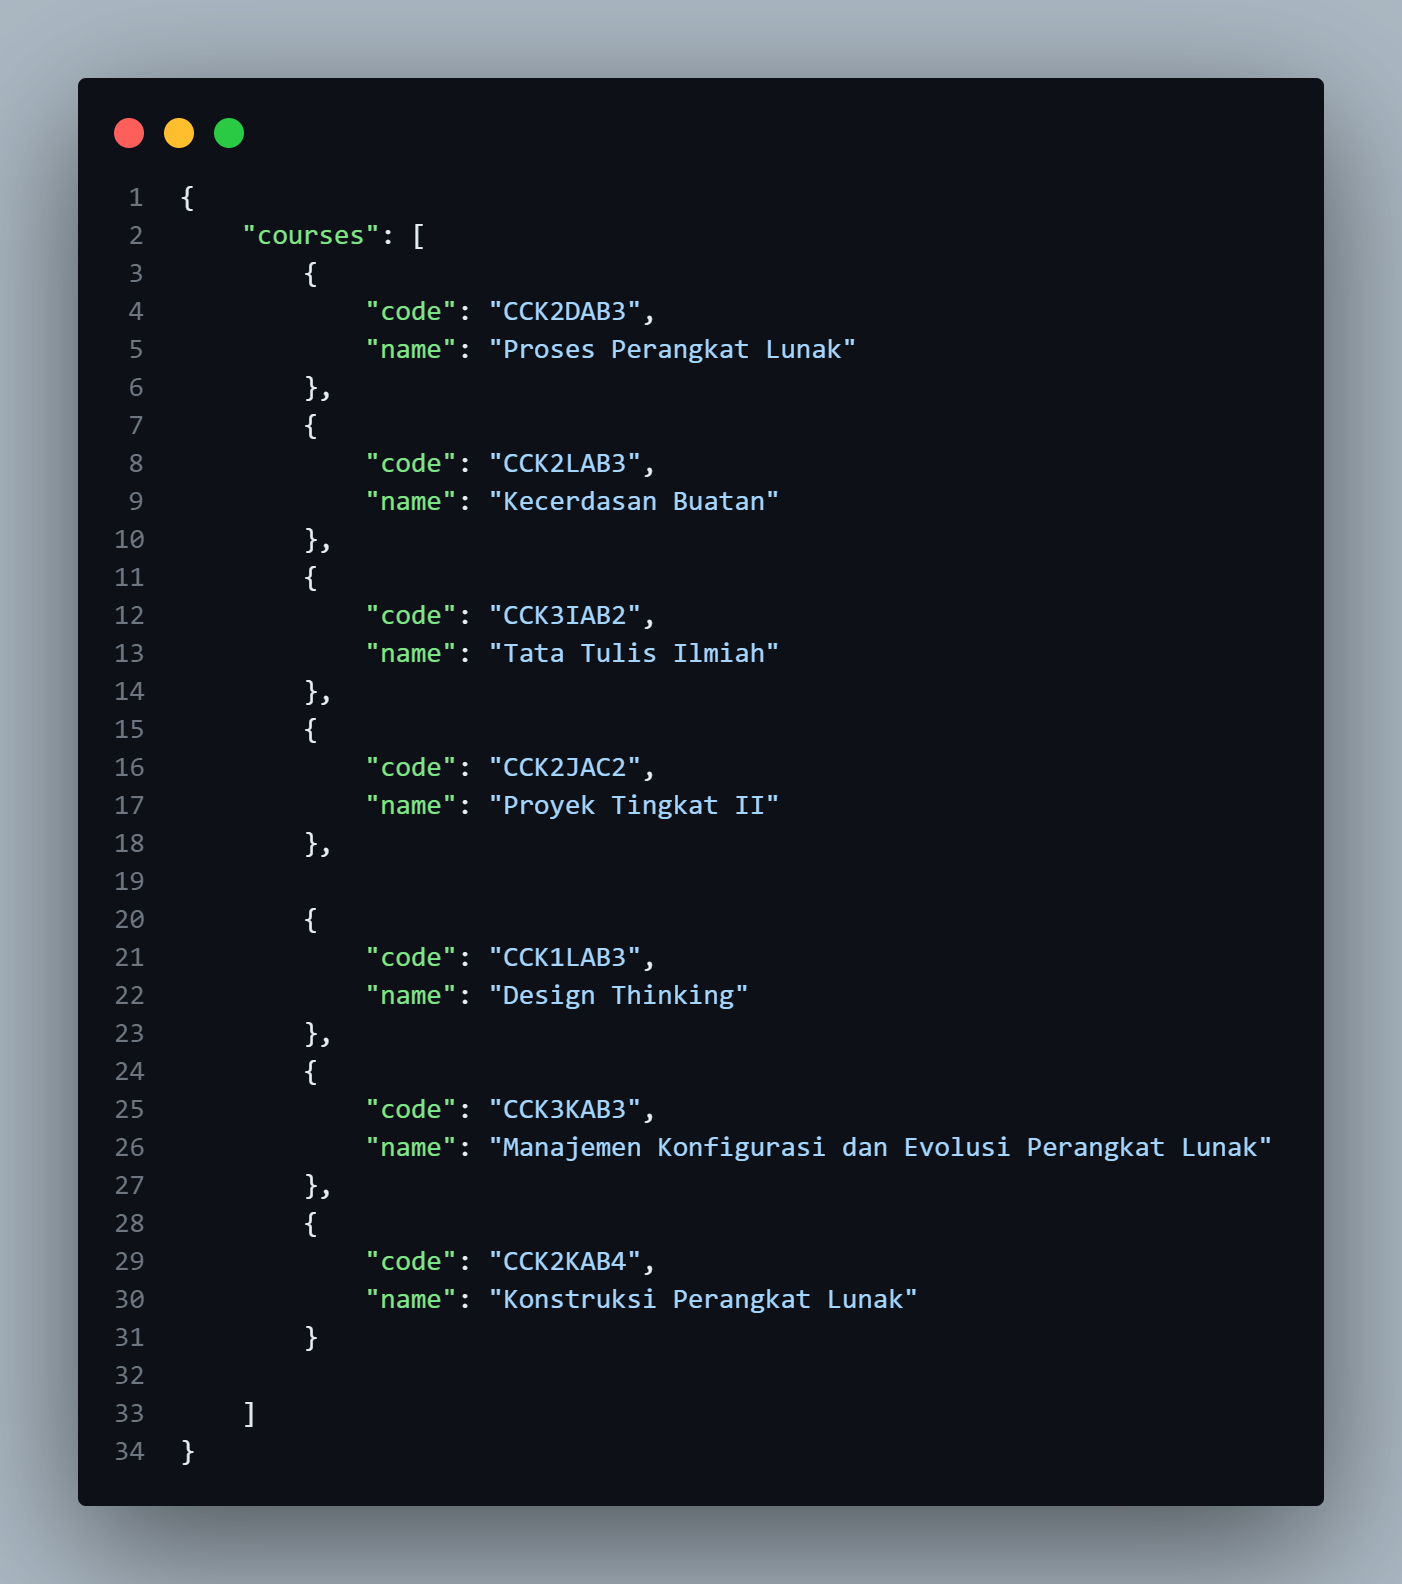 1 {
2     "courses": [
3         {
4             "code": "CCK2DAB3",
5             "name": "Proses Perangkat Lunak"
6         },
7         {
8             "code": "CCK2LAB3",
9             "name": "Kecerdasan Buatan"
10         },
11         {
12             "code": "CCK3IAB2",
13             "name": "Tata Tulis Ilmiah"
14         },
15         {
16             "code": "CCK2JAC2",
17             "name": "Proyek Tingkat II"
18         },
19
20         {
21             "code": "CCK1LAB3",
22             "name": "Design Thinking"
23         },
24         {
25             "code": "CCK3KAB3",
26             "name": "Manajemen Konfigurasi dan Evolusi Perangkat Lunak"
27         },
28         {
29             "code": "CCK2KAB4",
30             "name": "Konstruksi Perangkat Lunak"
31         }
32
33     ]
34 }